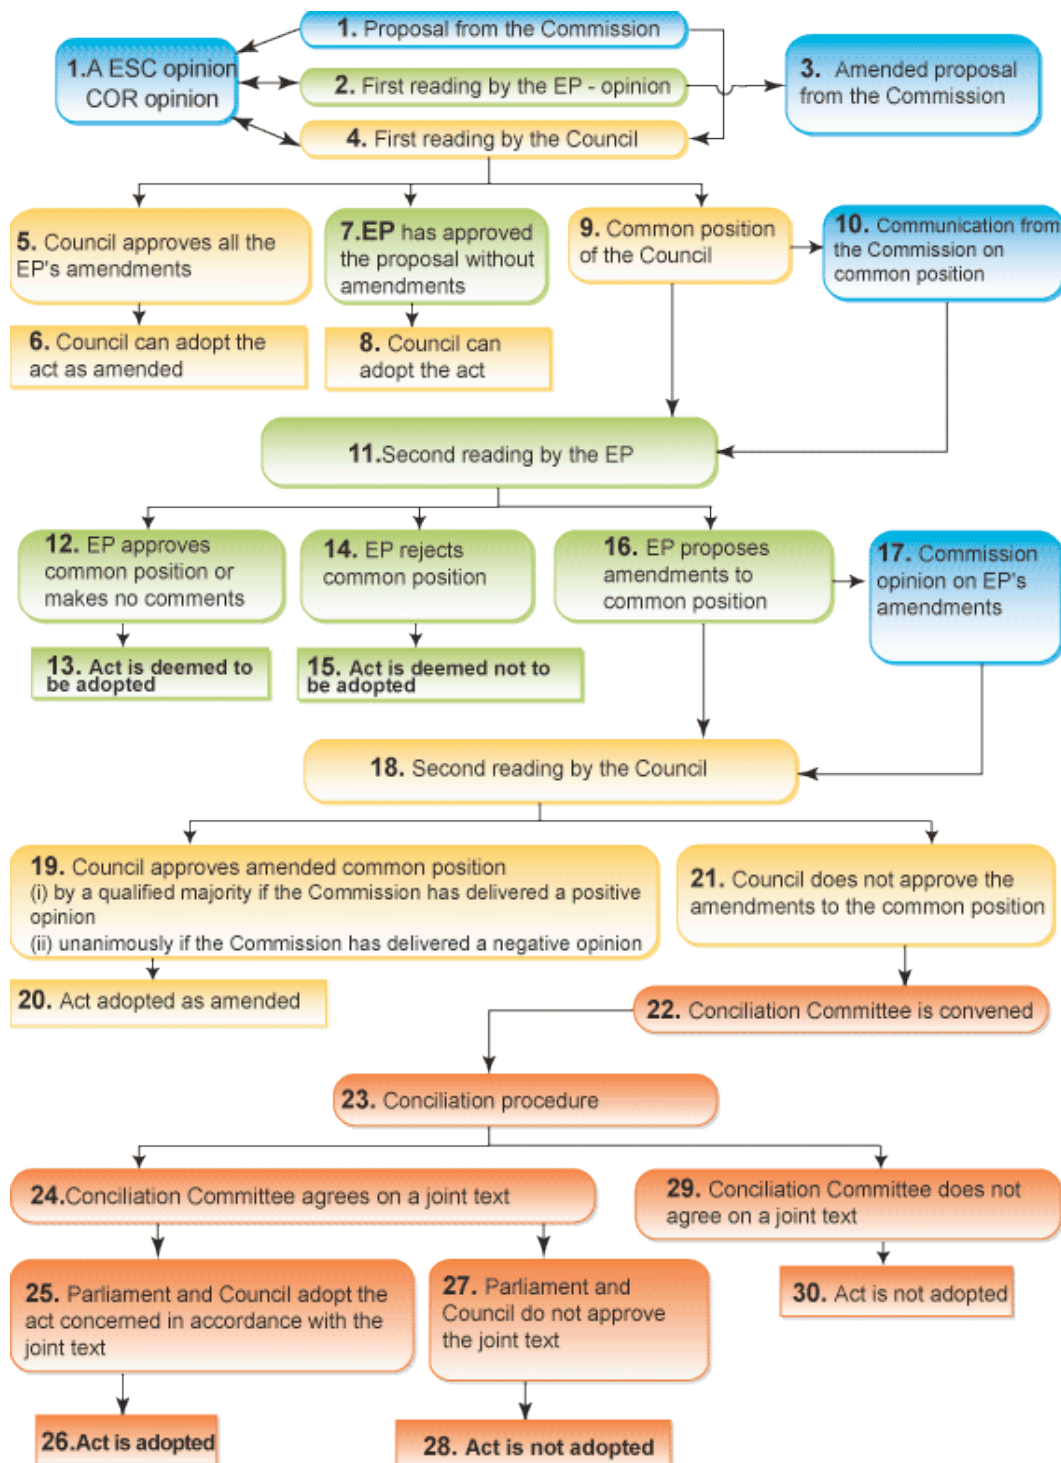 1. Proposal from the Commission
1.A ESC opinion
COR opinion
2. First reading by the EP - opinion
3. Amended proposal
from the Commission
4. First reading by the Council
5. Council approves all the
EP's amendments
7.EP has approved
the proposal without
amendments
9. Common position
of the Council
10. Communication from
the Commission on
common position
6. Council can adopt the
act as amended
8. Council can
adopt the act
11.Second reading by the EP
12. EP approves
common position or
makes no comments
14. EP rejects
common position
16. EP proposes
amendments to
common position
17. Commission
opinion on EP's
amendments
13. Act is deemed to
be adopted
15. Act is deemed not to
be adopted
18. Second reading by the Council
19. Council approves amended common position
(i) by a qualified majority if the Commission has delivered a positive
opinion
(ii) unanimously if the Commission has delivered a negative opinion
21. Council does not approve the
amendments to the common position
20. Act adopted as amended
22. Conciliation Committee is convened
23. Conciliation procedure
24.Conciliation Committee agrees on a joint text
29. Conciliation Committee does not
agree on a joint text
25. Parliament and Council adopt the
act concerned in accordance with the
joint text
27. Parliament and
Council do not approve
the joint text
30. Act is not adopted
26.Act is adopted
28. Act is not adopted